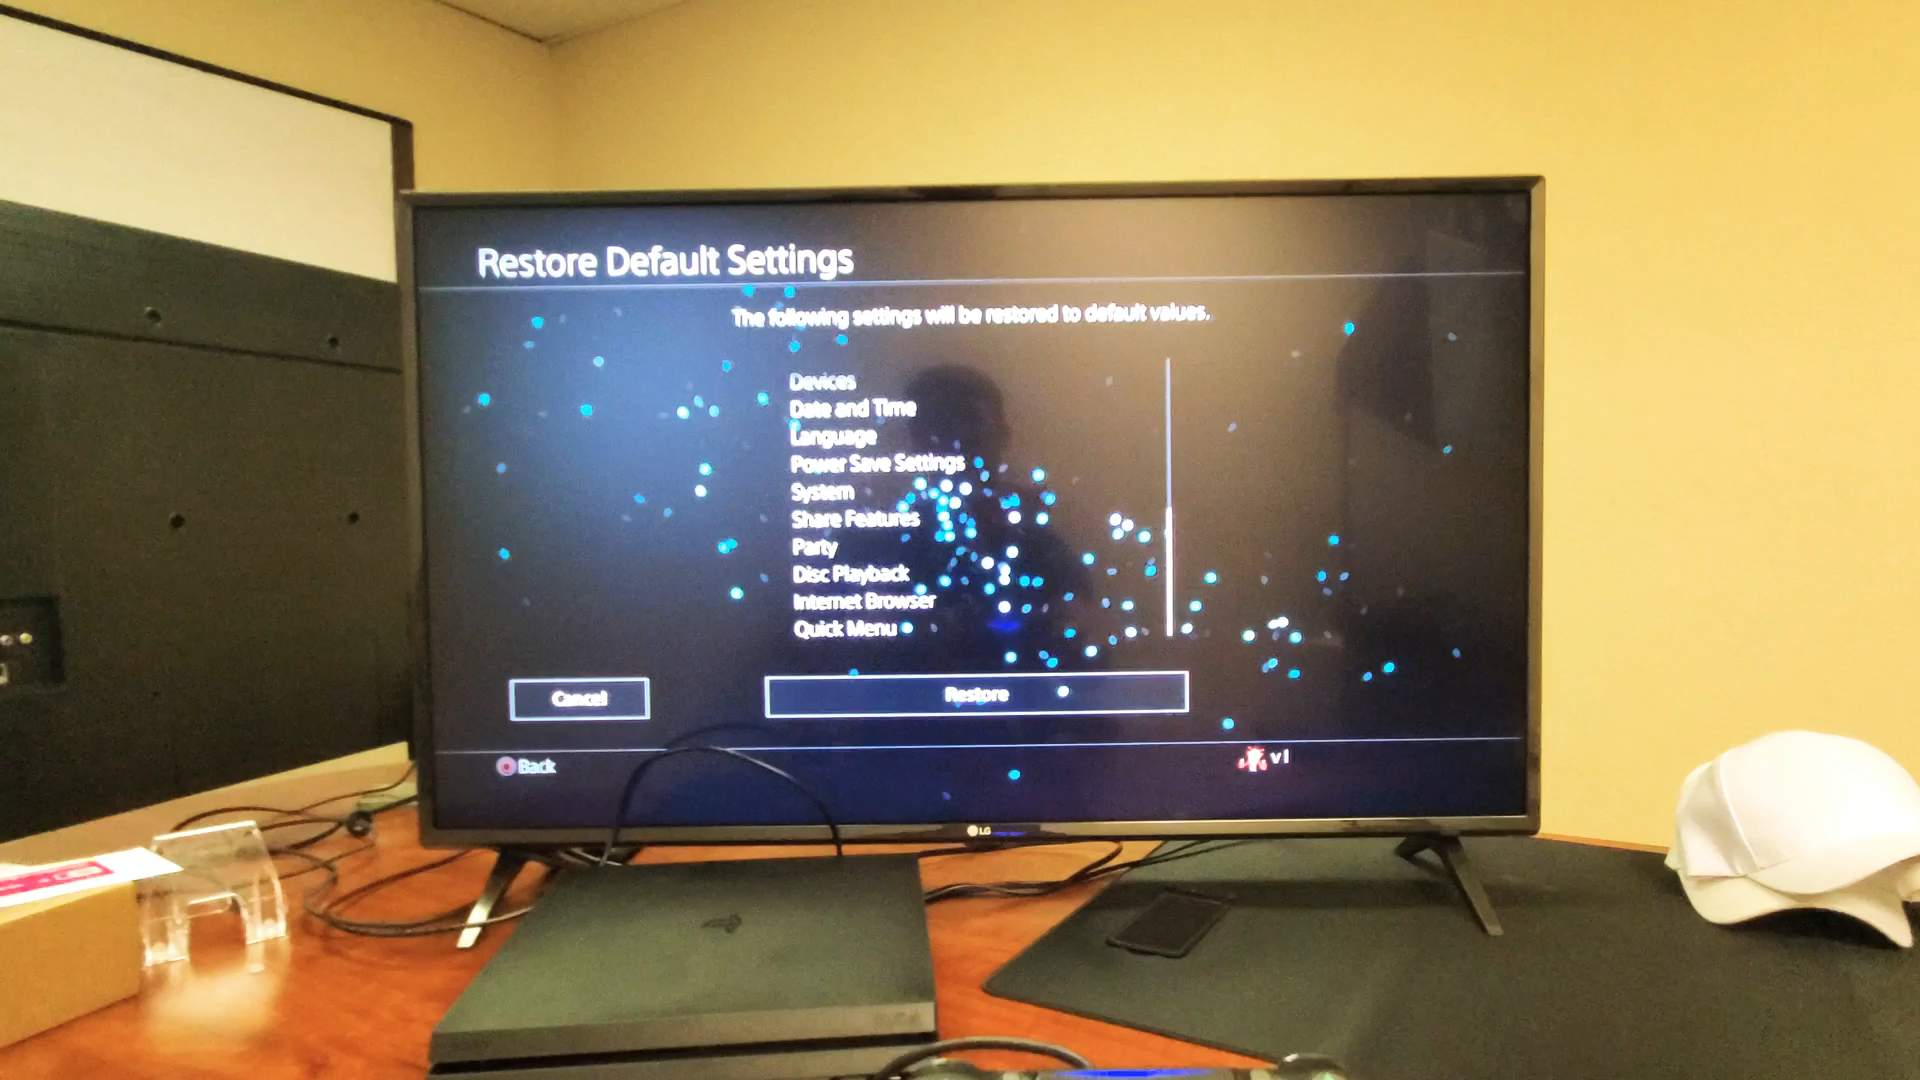 Restore Default Settings
The following settings will be restored to default values.
Devices
Date and Time
Language
Power Save Settings
System
Share Features
Party
Disc Playback
Internet Browser
Quick Menu
Cancel
Restore
Back
v1
LG